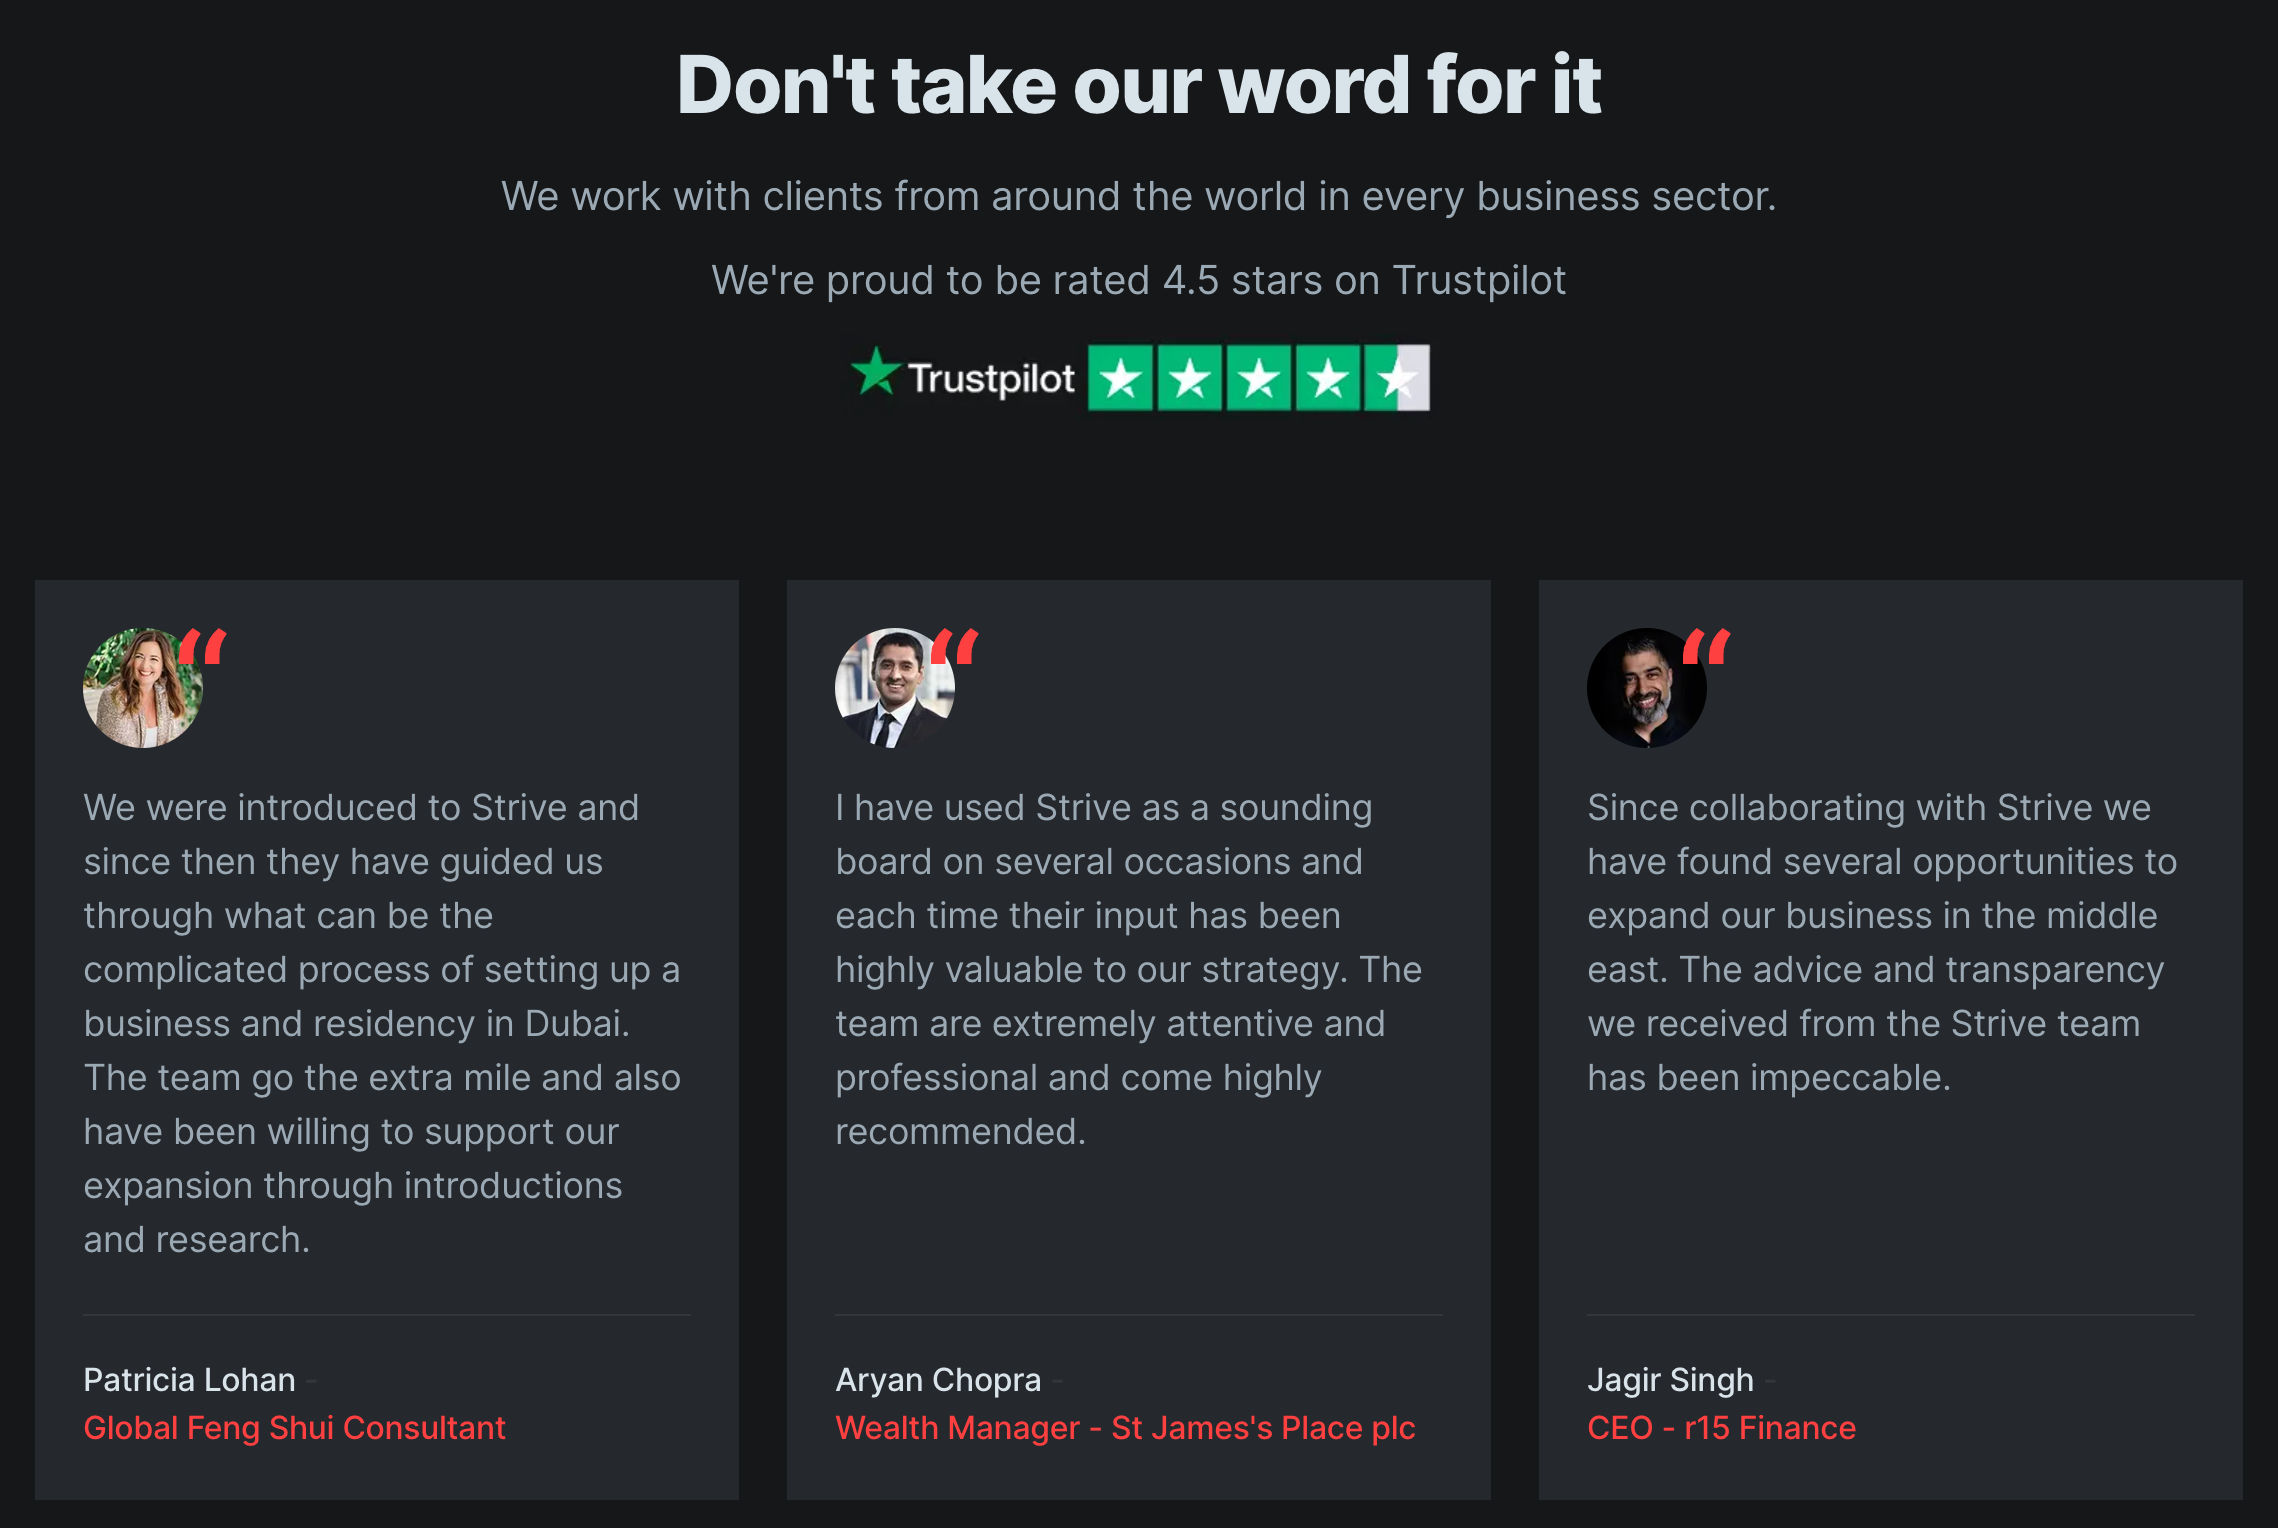 Don't take our word for it
We work with clients from around the world in every business sector.
We're proud to be rated 4.5 stars on Trustpilot
Trustpilot
“
We were introduced to Strive and
since then they have guided us
through what can be the
complicated process of setting up a
business and residency in Dubai.
The team go the extra mile and also
have been willing to support our
expansion through introductions
and research.
Patricia Lohan -
Global Feng Shui Consultant
“
I have used Strive as a sounding
board on several occasions and
each time their input has been
highly valuable to our strategy. The
team are extremely attentive and
professional and come highly
recommended.
Aryan Chopra -
Wealth Manager - St James's Place plc
“
Since collaborating with Strive we
have found several opportunities to
expand our business in the middle
east. The advice and transparency
we received from the Strive team
has been impeccable.
Jagir Singh -
CEO - r15 Finance